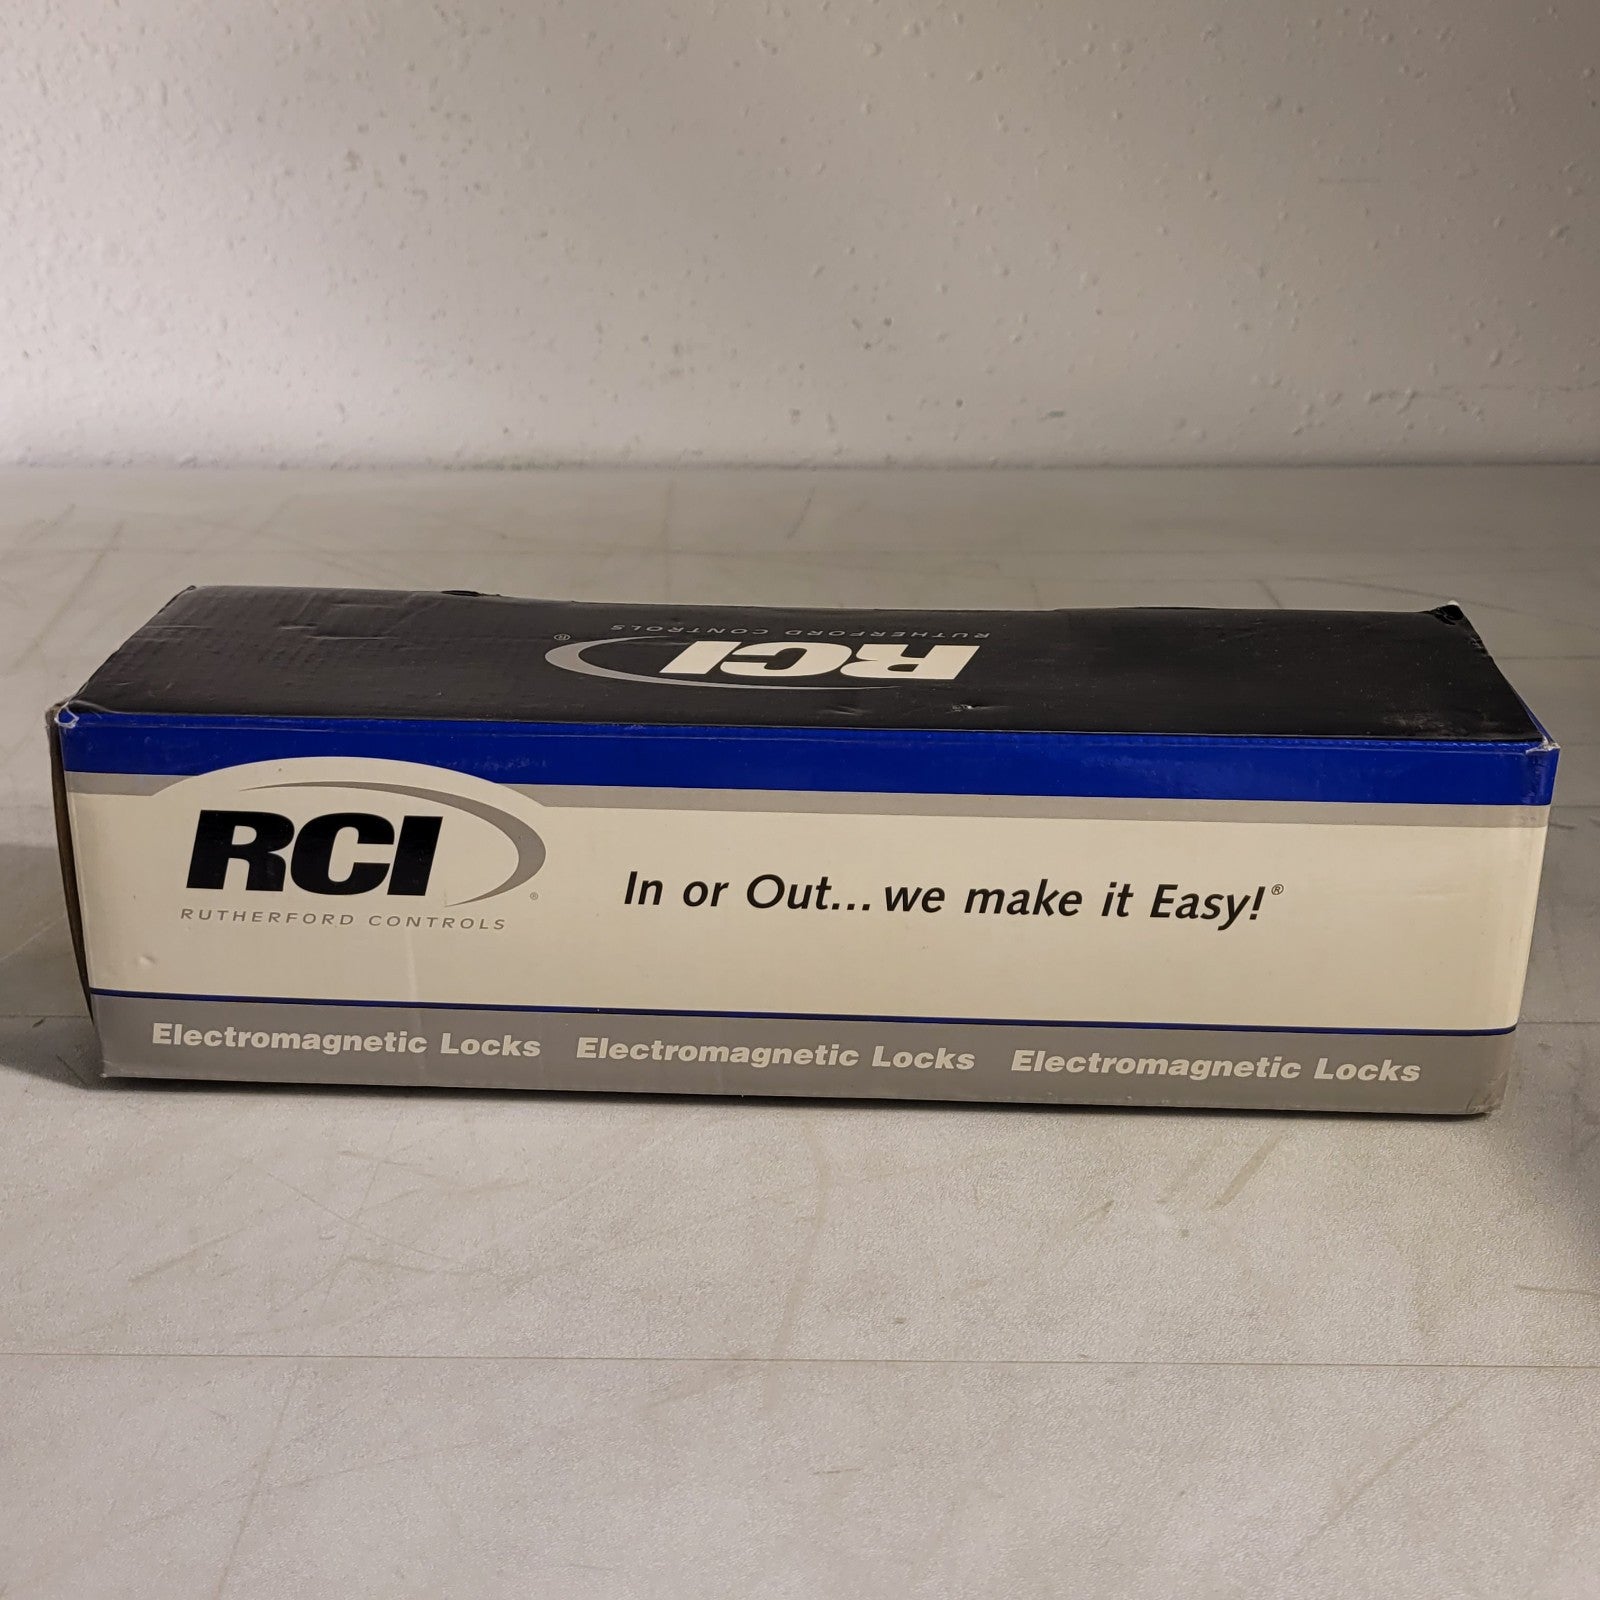 RUTHERFORD CONTROLS
RCI
®
RCI
®
RUTHERFORD CONTROLS
In or Out... we make it Easy!®
Electromagnetic Locks Electromagnetic Locks Electromagnetic Locks